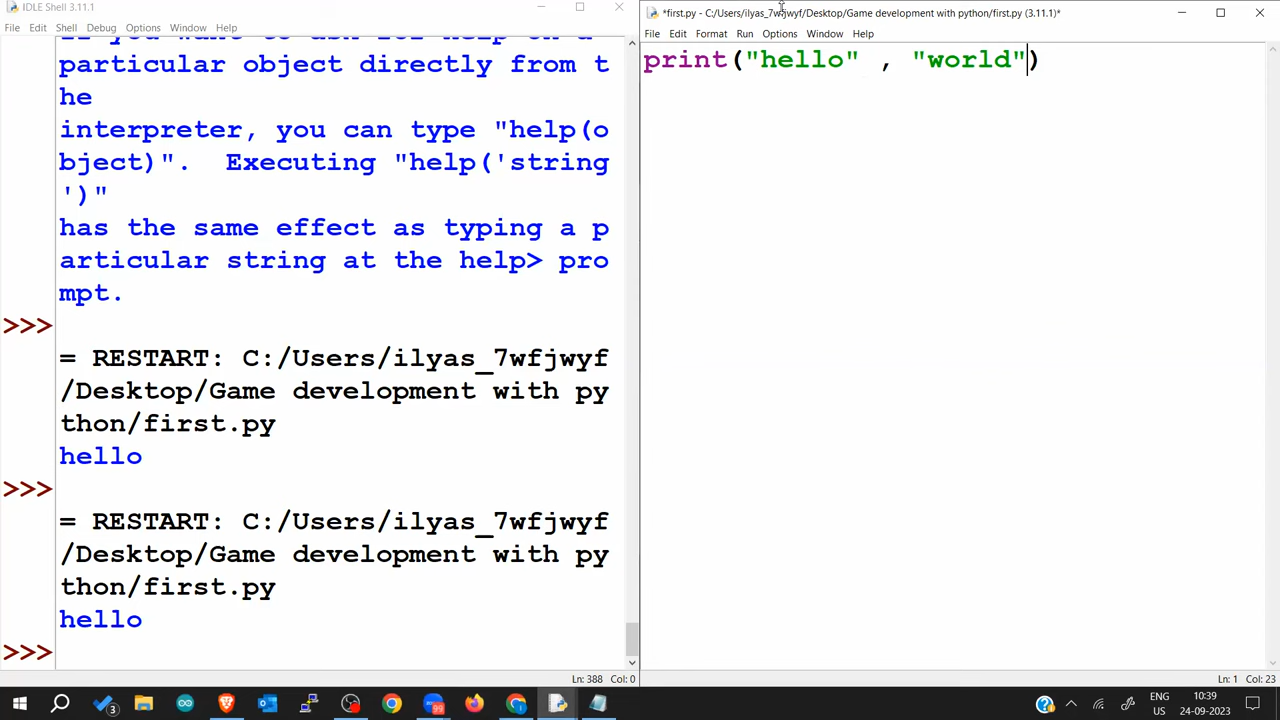 IDLE Shell 3.11.1
File Edit Shell Debug Options Window Help
particular object directly from t
he
interpreter, you can type "help(o
bject)".  Executing "help('string
')"
has the same effect as typing a p
articular string at the help> pro
mpt.
>>>
= RESTART: C:/Users/ilyas_7wfjwyf
/Desktop/Game development with py
thon/first.py
hello
>>>
= RESTART: C:/Users/ilyas_7wfjwyf
/Desktop/Game development with py
thon/first.py
hello
>>>
Ln: 388 Col: 0
*first.py - C:/Users/ilyas_7wfjwyf/Desktop/Game development with python/first.py (3.11.1)*
File Edit Format Run Options Window Help
print("hello" , "world")
Ln: 1 Col: 23
3
99
ENG
US
10:39
24-09-2023